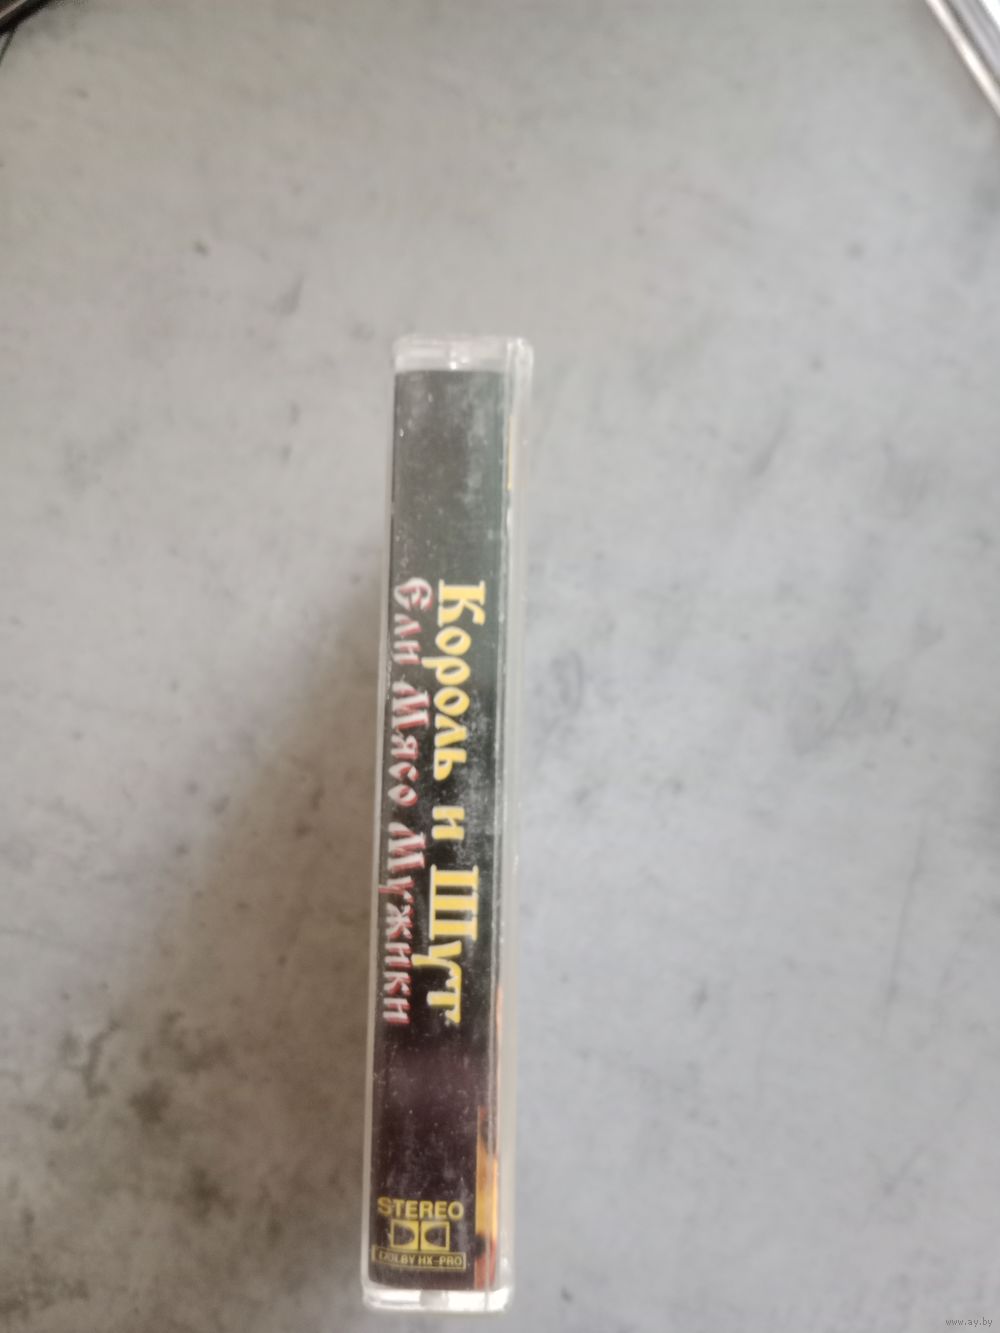 Король и Шут
Ели Мясо Мужики
STEREO
DOLBY HX-PRO
www.ay.by